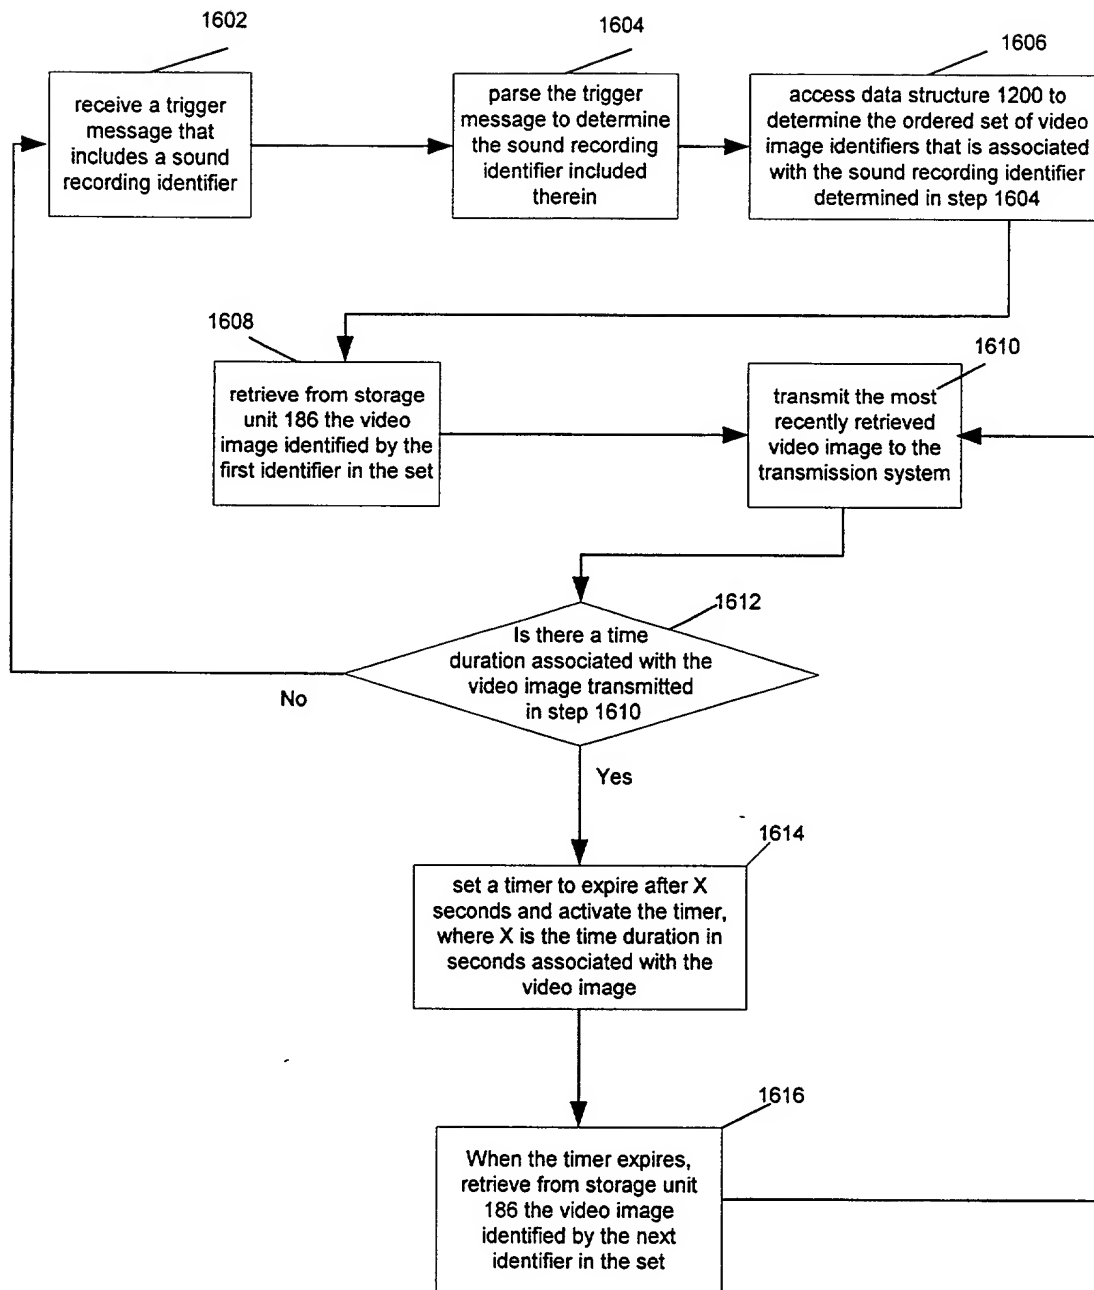 1602
receive a trigger
message that
includes a sound
recording identifier
1604
parse the trigger
message to determine
the sound recording
identifier included
therein
1606
access data structure 1200 to
determine the ordered set of video
image identifiers that is associated
with the sound recording identifier
determined in step 1604
1608
retrieve from storage
unit 186 the video
image identified by the
first identifier in the set
1610
transmit the most
recently retrieved
video image to the
transmission system
1612
Is there a time
duration associated with the
video image transmitted
in step 1610
No
Yes
1614
set a timer to expire after X
seconds and activate the timer,
where X is the time duration in
seconds associated with the
video image
1616
When the timer expires,
retrieve from storage unit
186 the video image
identified by the next
identifier in the set